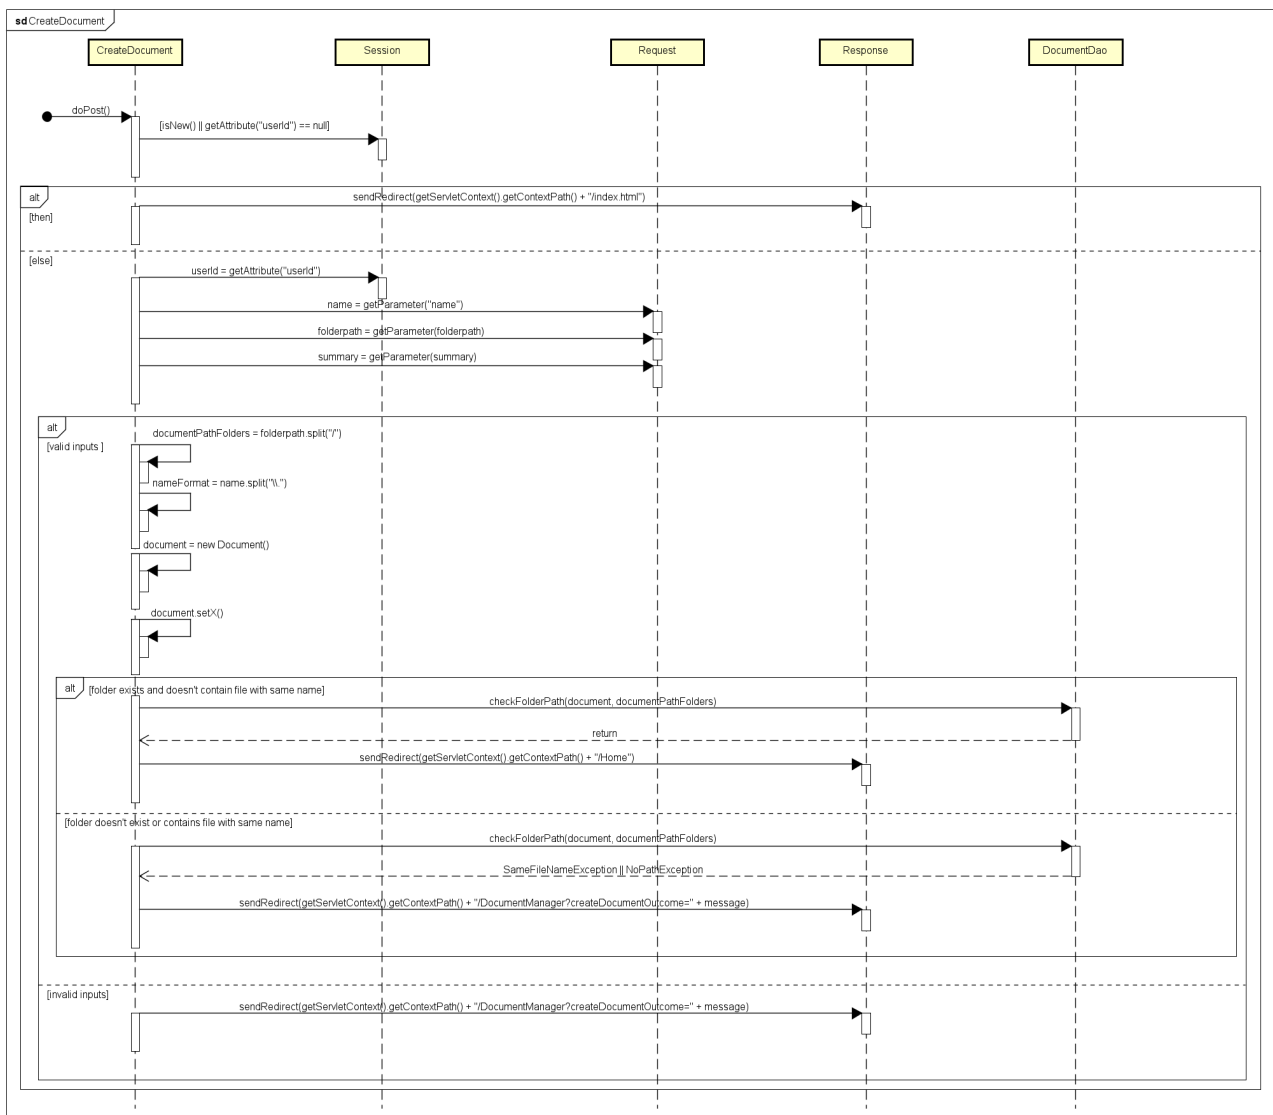 sd CreateDocument
CreateDocument
Session
Request
Response
DocumentDao
doPost()
[isNew() || getAttribute("userId") == null]
alt
sendRedirect(getServletContext().getContextPath() + "/index.html")
[then]
[else]
userId = getAttribute("userId")
name = getParameter("name")
folderpath = getParameter(folderpath)
summary = getParameter(summary)
alt
documentPathFolders = folderpath.split("/")
[valid inputs ]
nameFormat = name.split("\\.")
document = new Document()
document.setX()
alt
[folder exists and doesn't contain file with same name]
checkFolderPath(document, documentPathFolders)
return
sendRedirect(getServletContext().getContextPath() + "/Home")
[folder doesn't exist or contains file with same name]
checkFolderPath(document, documentPathFolders)
SameFileNameException || NoPathException
sendRedirect(getServletContext().getContextPath() + "/DocumentManager?createDocumentOutcome=" + message)
[invalid inputs]
sendRedirect(getServletContext().getContextPath() + "/DocumentManager?createDocumentOutcome=" + message)